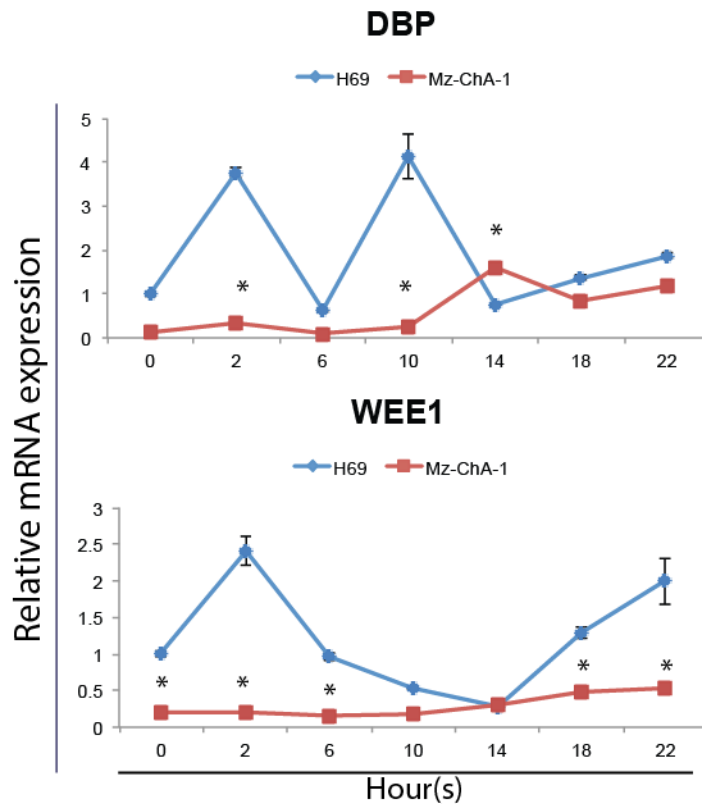 DBP
H69 Mz-ChA-1
5
4
3
2
1
0
0 2 6 10 14 18 22
* * *
WEE1
H69 Mz-ChA-1
3
2.5
2
1.5
1
0.5
0
* * * * *
0 2 6 10 14 18 22
Hour(s)
Relative mRNA expression